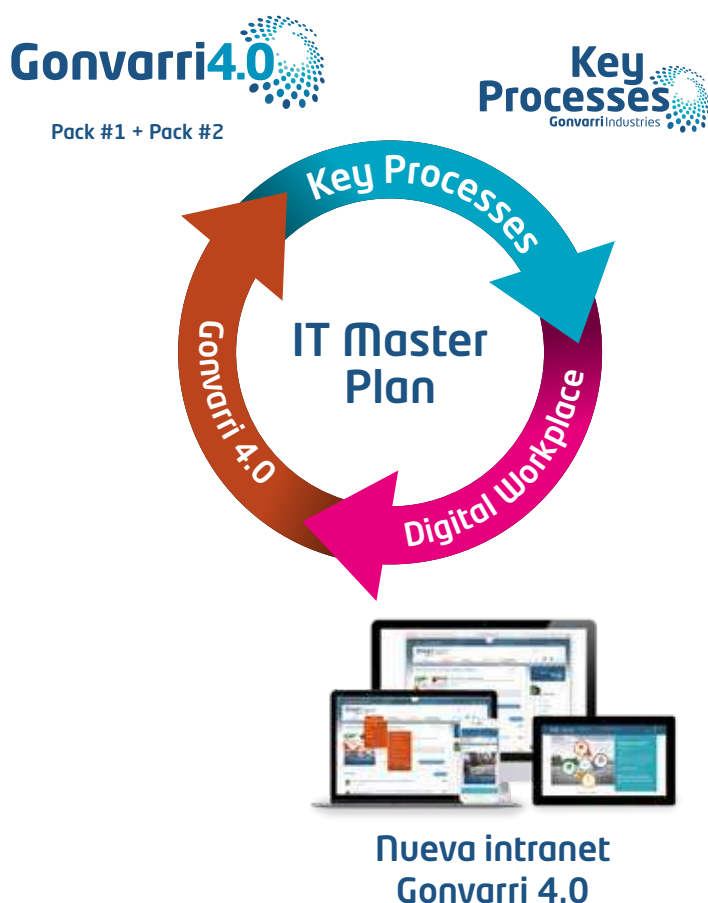 Gonvarri4.0
Pack #1 + Pack #2
Key
Processes
Gonvarri Industries
Key Processes
IT Master
Plan
Gonvarri 4.0
Digital Workplace
Nueva intranet
Gonvarri 4.0